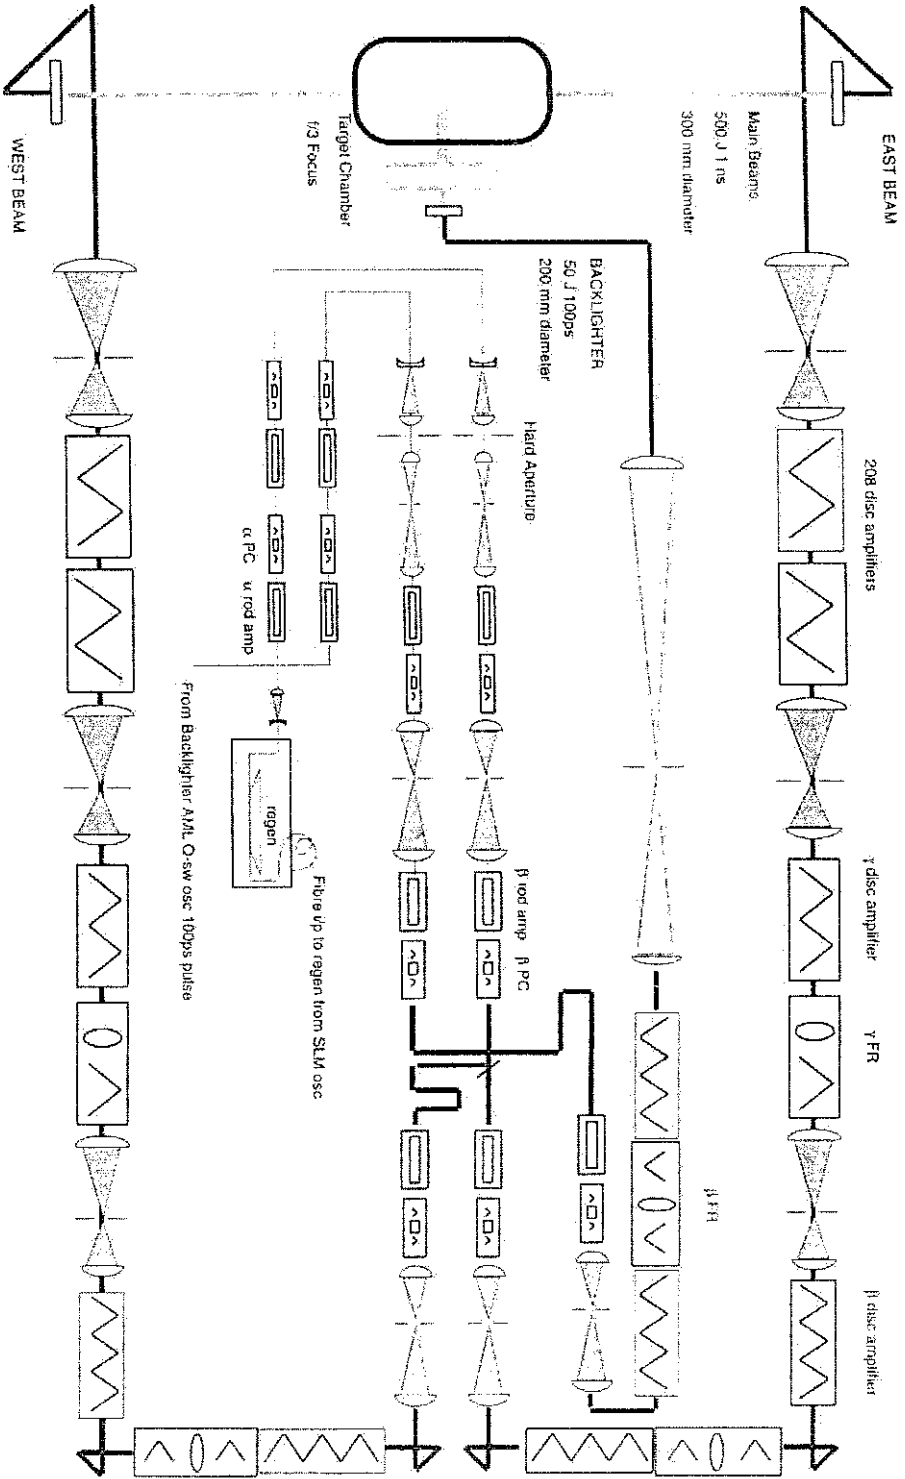 EAST BEAM
Main Beams
500 J 1 ns
300 mm diameter
208 disc amplifiers
γ disc amplifier
γ FR
β disc amplifier
β FR
BACKLIGHTER
50 J 100ps
200 mm diameter
Hard Aperture
β rod amp
β PC
Target Chamber
f/3 Focus
α PC
α rod amp
regen
Fibre i/p to regen from SLM osc
From Backlighter AML Q-sw osc 100ps pulse
WEST BEAM